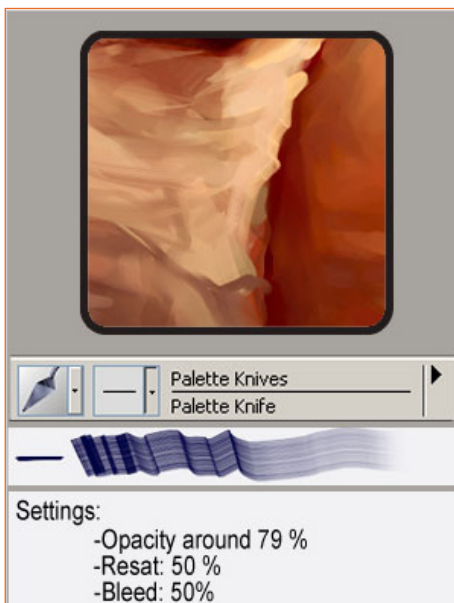 Palette Knives
Palette Knife
Settings:
-Opacity around 79 %
-Resat: 50 %
-Bleed: 50%